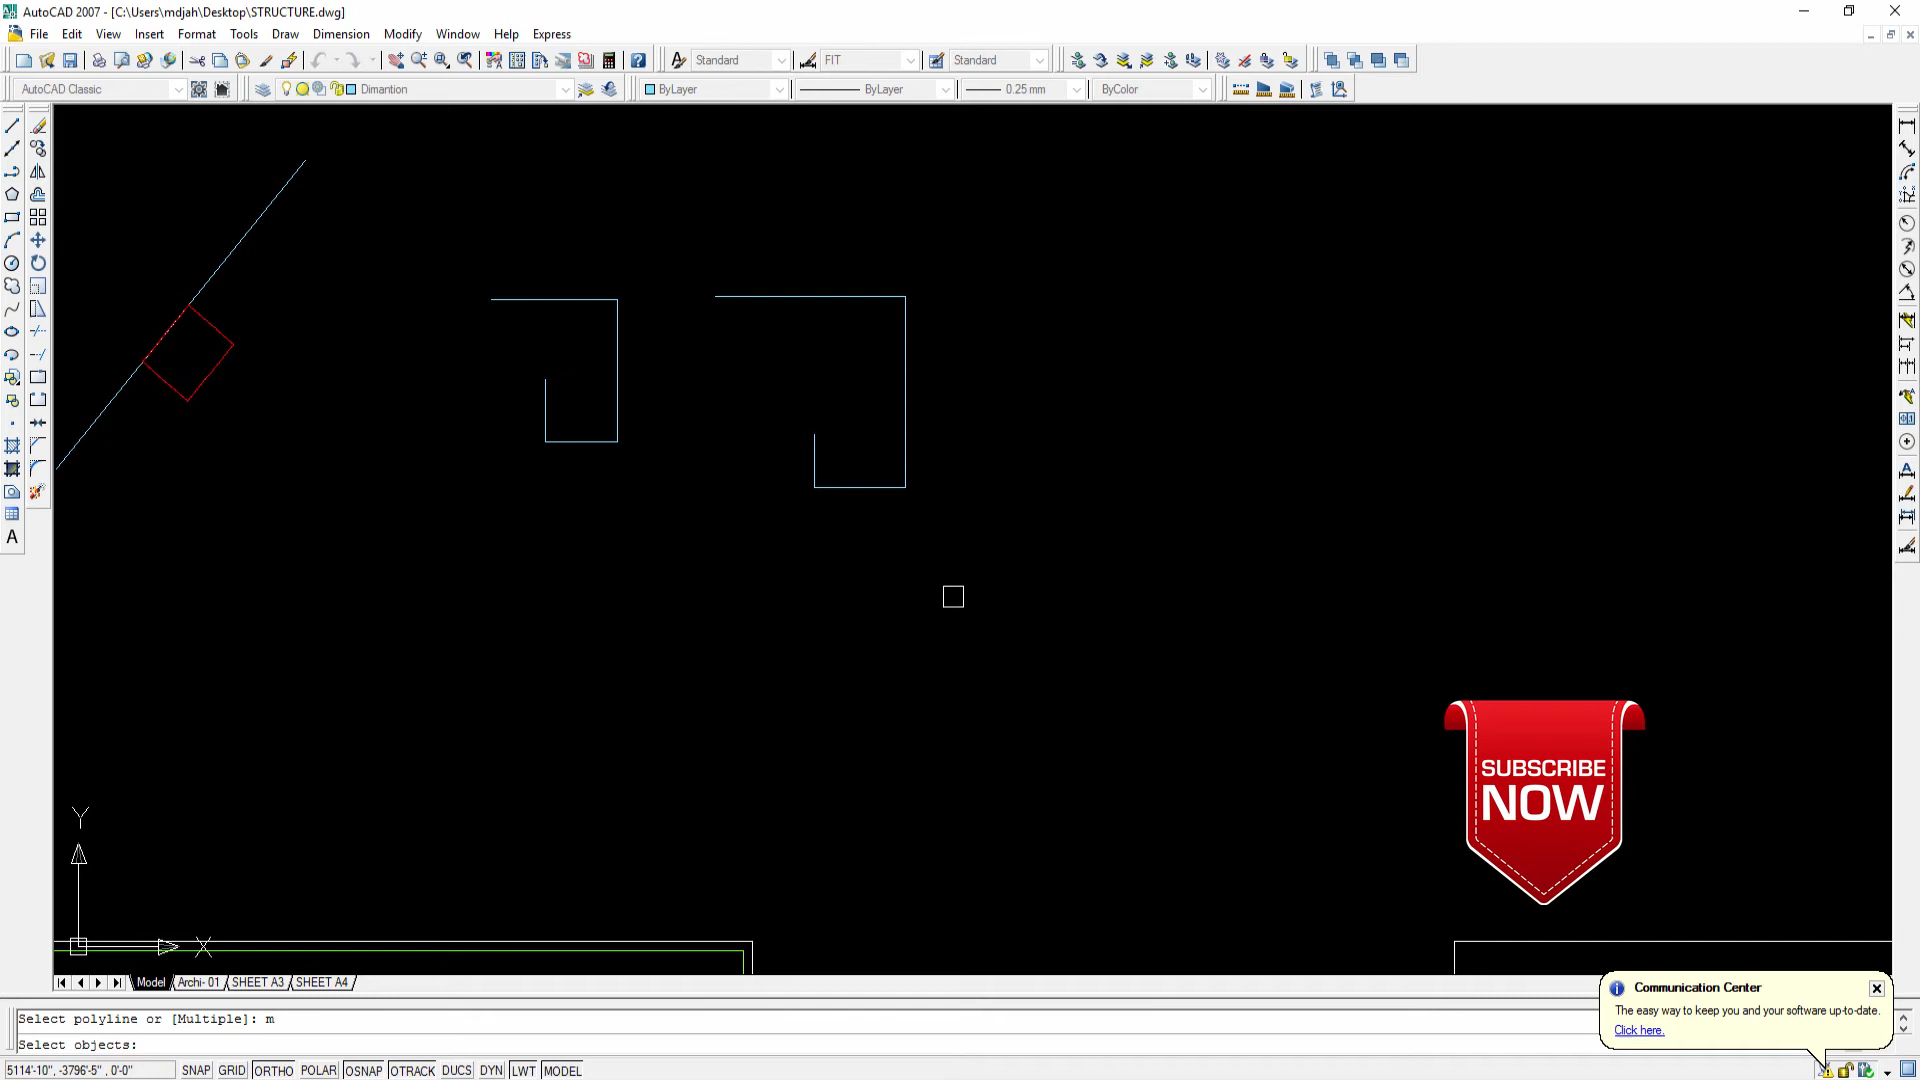 AutoCAD 2007 - [C:\Users\mdjah\Desktop\STRUCTURE.dwg]
File Edit View Insert Format Tools Draw Dimension Modify Window Help Express
Standard FIT Standard
AutoCAD Classic Dimantion ByLayer ByLayer 0.25 mm ByColor
A
SUBSCRIBE
NOW
Y
X
Model Archi- 01 SHEET A3 SHEET A4
Communication Center
The easy way to keep you and your software up-to-date.
Click here.
Select polyline or [Multiple]: m
Select objects:
5114'-10", -3796'-5" , 0'-0" SNAP GRID ORTHO POLAR OSNAP OTRACK DUCS DYN LWT MODEL